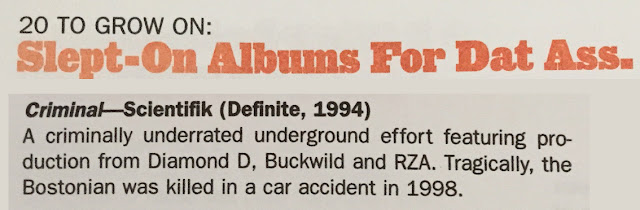 20 TO GROW ON:
Slept-On Albums For Dat Ass.
Criminal—Scientifik (Definite, 1994)
A criminally underrated underground effort featuring pro-
duction from Diamond D, Buckwild and RZA. Tragically, the
Bostonian was killed in a car accident in 1998.